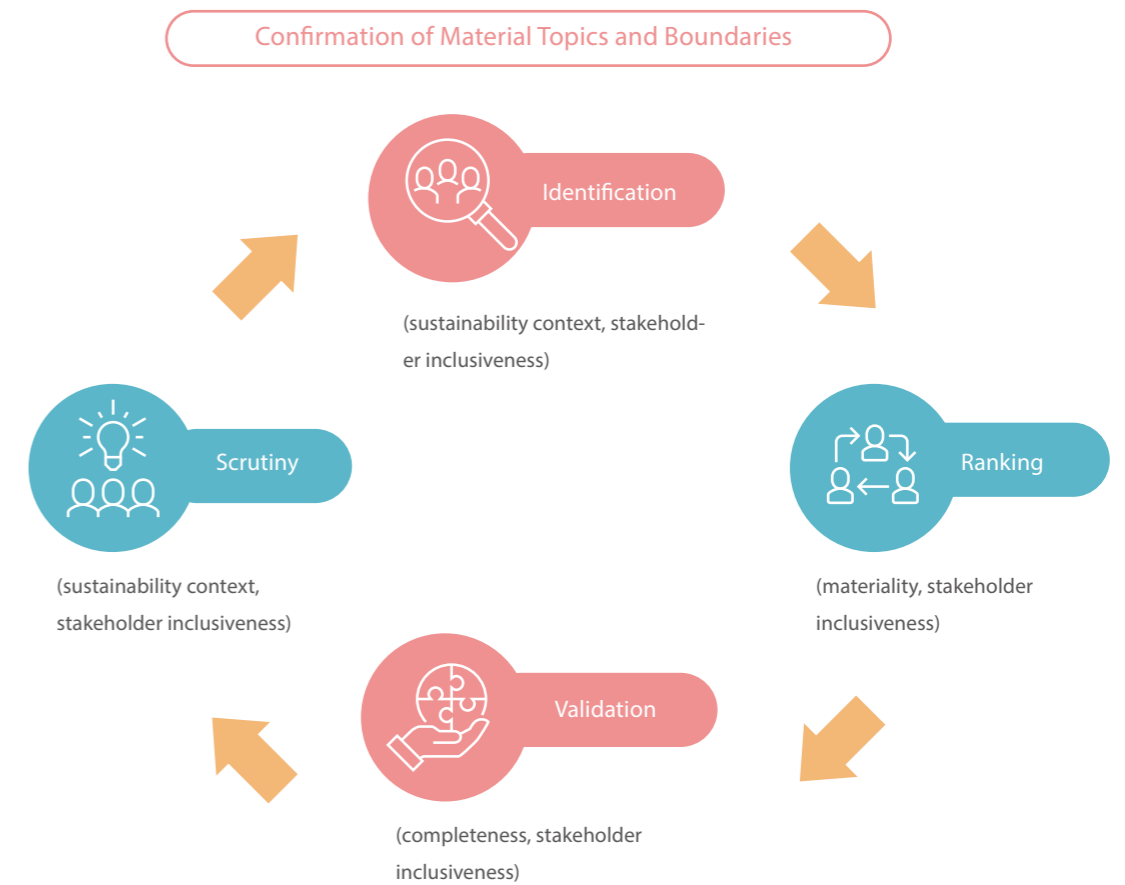 Confirmation of Material Topics and Boundaries
Identification
(sustainability context, stakehold-
er inclusiveness)
Ranking
(materiality, stakeholder
inclusiveness)
Validation
(completeness, stakeholder
inclusiveness)
Scrutiny
(sustainability context,
stakeholder inclusiveness)